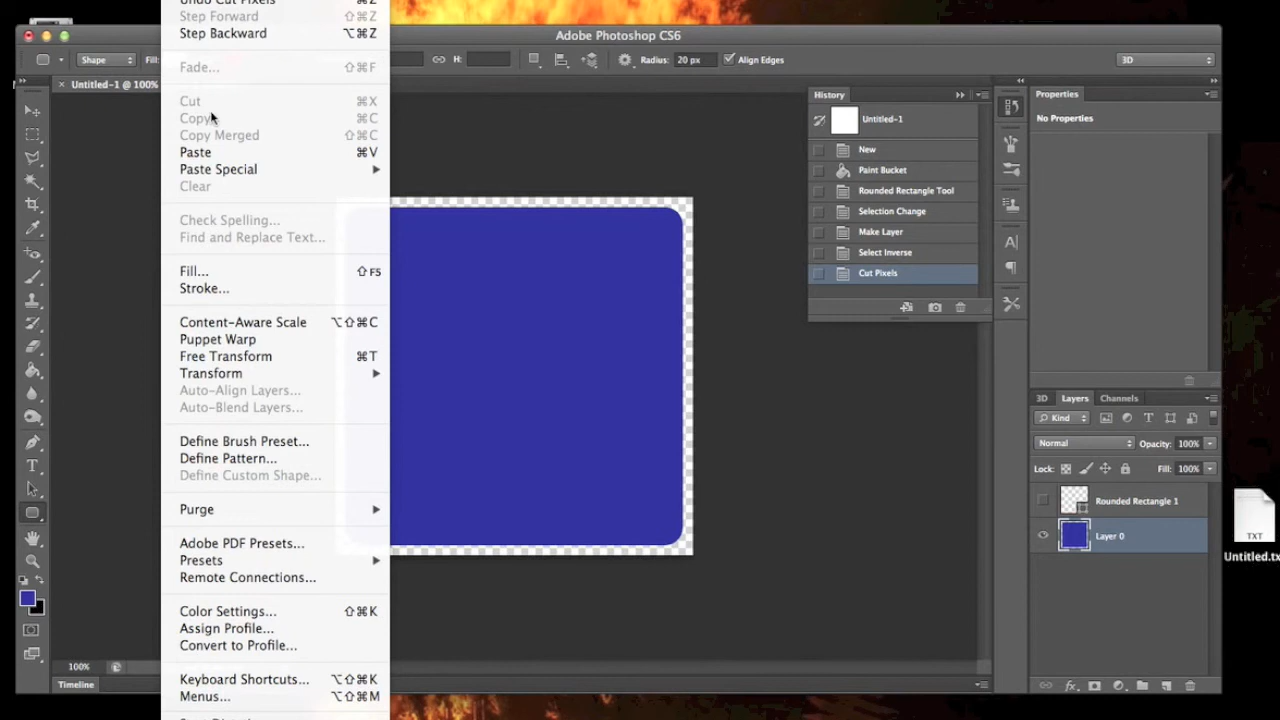 Undo Cut Pixels ⌘Z
Step Forward ⇧⌘Z
Step Backward ⌥⌘Z
Fade... ⇧⌘F
Cut ⌘X
Copy ⌘C
Copy Merged ⇧⌘C
Paste ⌘V
Paste Special
Clear
Check Spelling...
Find and Replace Text...
Fill... ⇧F5
Stroke...
Content-Aware Scale ⌥⇧⌘C
Puppet Warp
Free Transform ⌘T
Transform
Auto-Align Layers...
Auto-Blend Layers...
Define Brush Preset...
Define Pattern...
Define Custom Shape...
Purge
Adobe PDF Presets...
Presets
Remote Connections...
Color Settings... ⇧⌘K
Assign Profile...
Convert to Profile...
Keyboard Shortcuts... ⌥⇧⌘K
Menus... ⌥⇧⌘M
Adobe Photoshop CS6
Shape Fill: H: Radius: 20 px Align Edges 3D
Untitled-1 @ 100%
History
Untitled-1
New
Paint Bucket
Rounded Rectangle Tool
Selection Change
Make Layer
Select Inverse
Cut Pixels
Properties
No Properties
3D Layers Channels
Kind
Normal Opacity: 100%
Lock: Fill: 100%
Rounded Rectangle 1
Layer 0
100%
Timeline
TXT
Untitled.tx